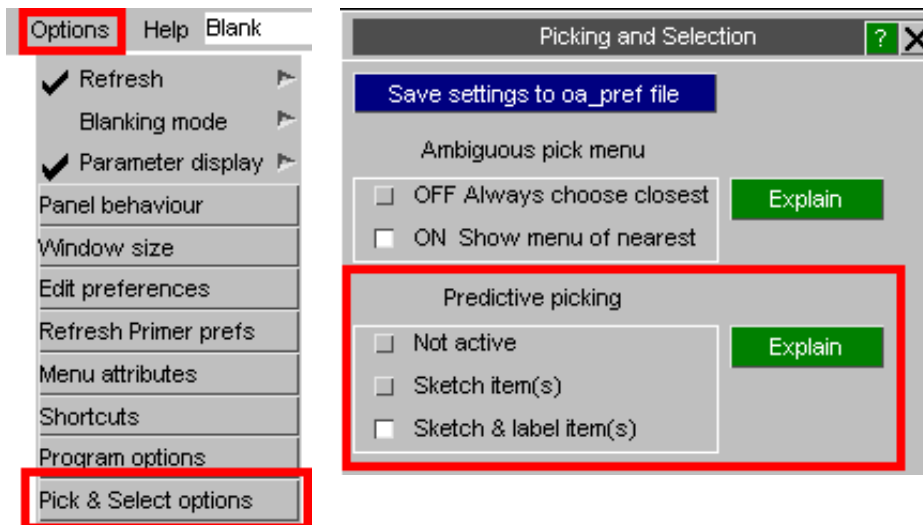 Options Help Blank
Refresh
Blanking mode
Parameter display
Panel behaviour
Window size
Edit preferences
Refresh Primer prefs
Menu attributes
Shortcuts
Program options
Pick & Select options
Picking and Selection ? X
Save settings to oa_pref file
Ambiguous pick menu
OFF Always choose closest
Explain
ON Show menu of nearest
Predictive picking
Not active
Explain
Sketch item(s)
Sketch & label item(s)